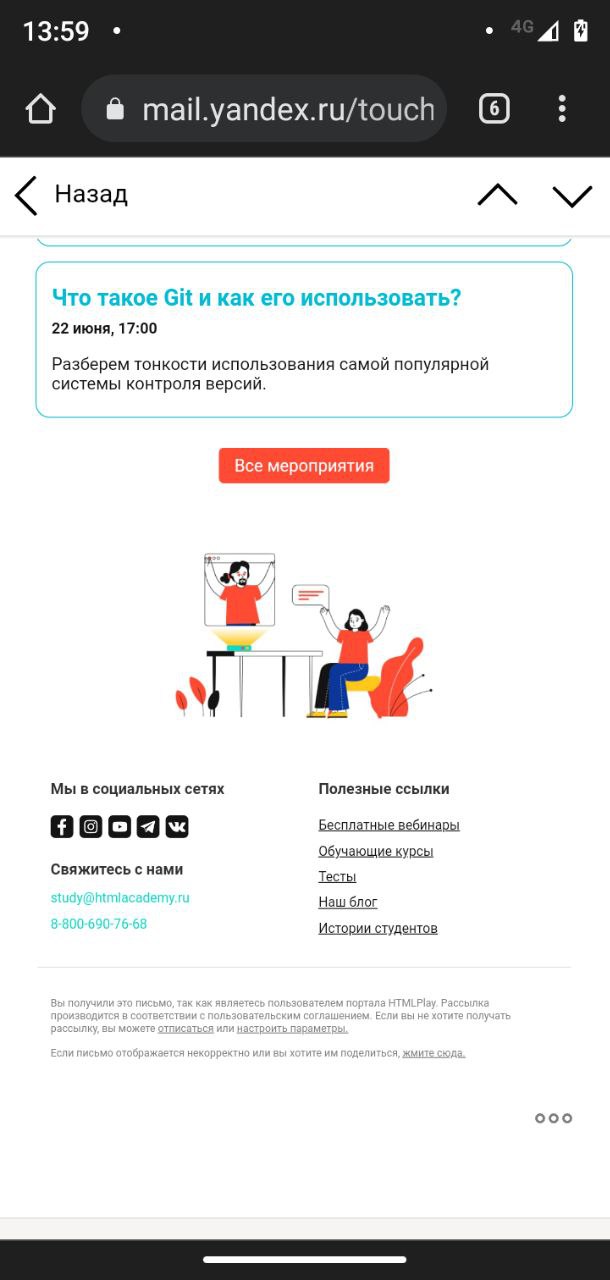 13:59
4G
6
mail.yandex.ru/touch
Назад
Что такое Git и как его использовать?
22 июня, 17:00
Разберем тонкости использования самой популярной
системы контроля версий.
Все мероприятия
Мы в социальных сетях
Свяжитесь с нами
study@htmlacademy.ru
8-800-690-76-68
Полезные ссылки
Бесплатные вебинары
Обучающие курсы
Тесты
Наш блог
Истории студентов
Вы получили это письмо, так как являетесь пользователем портала HTMLPlay. Рассылка
производится в соответствии с пользовательским соглашением. Если вы не хотите получать
рассылку, вы можете отписаться или настроить параметры.
Если письмо отображается некорректно или вы хотите им поделиться, жмите сюда.